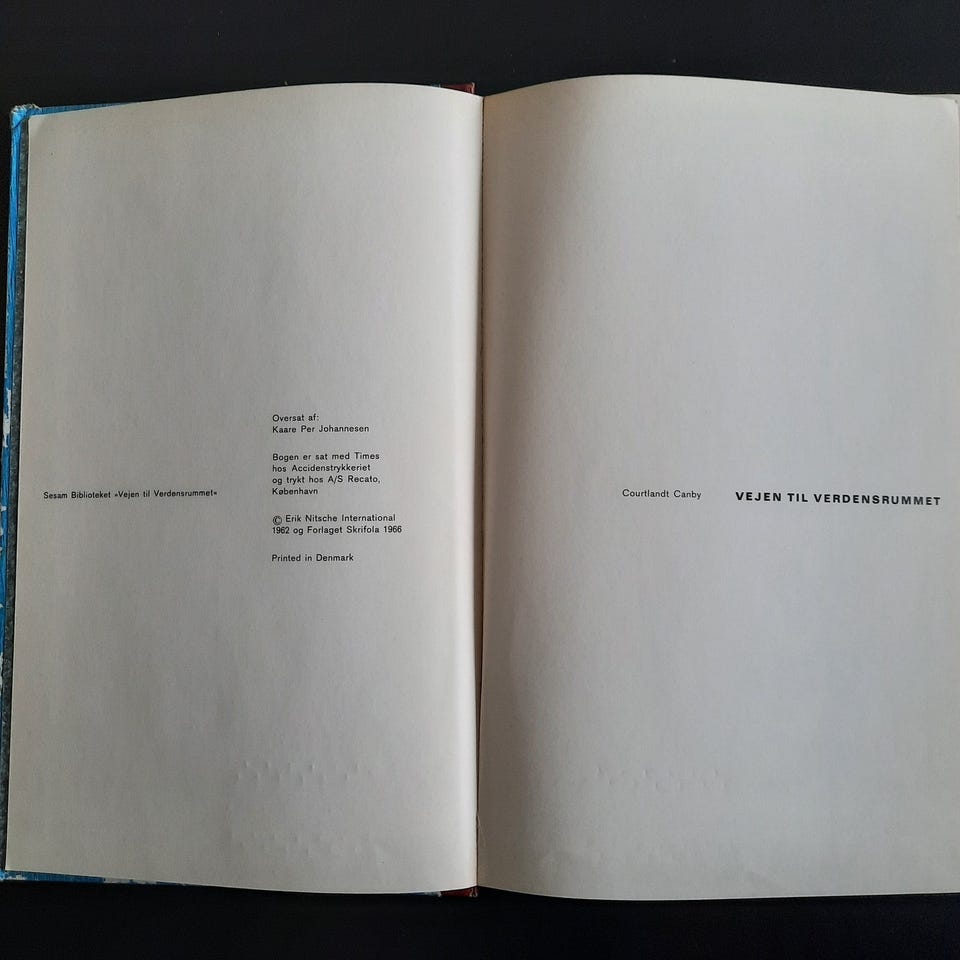 Sesam Biblioteket »Vejen til Verdensrummet«
Oversat af:
Kaare Per Johannesen
Bogen er sat med Times
hos Accidenstrykkeriet
og trykt hos A/S Recato,
København
© Erik Nitsche International
1962 og Forlaget Skrifola 1966
Printed in Denmark
Courtlandt Canby
VEJEN TIL VERDENSRUMMET